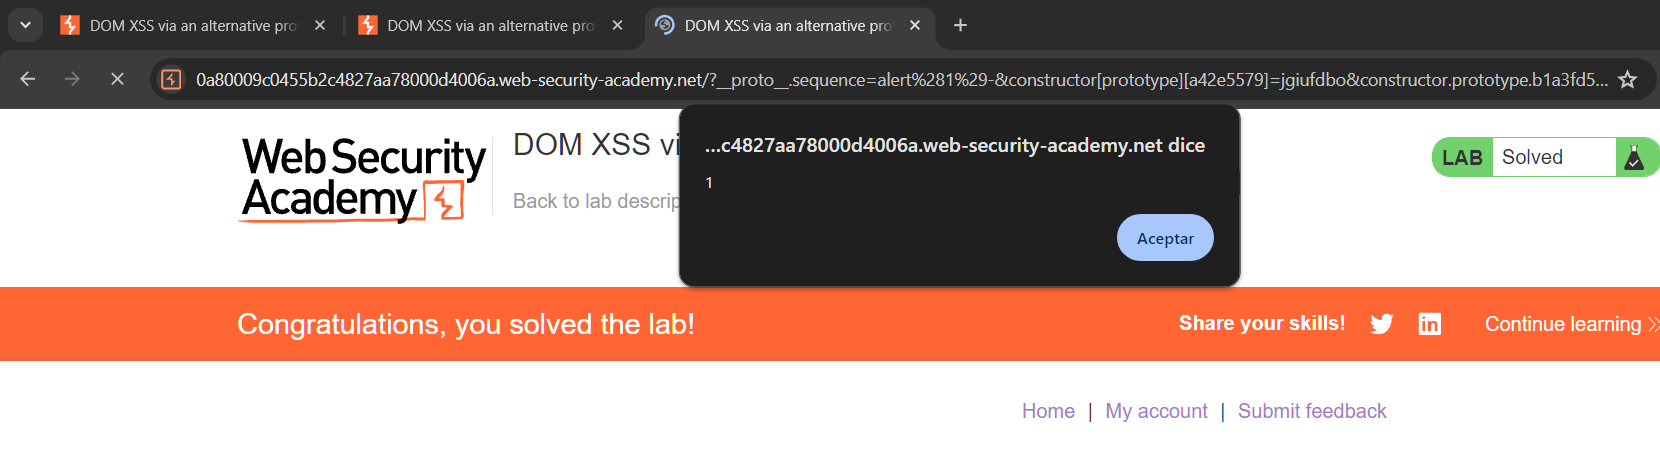 DOM XSS via an alternative pro
DOM XSS via an alternative pro
DOM XSS via an alternative pro
0a80009c0455b2c4827aa78000d4006a.web-security-academy.net/?__proto__.sequence=alert%281%29-&constructor[prototype][a42e5579]=jgiufdbo&constructor.prototype.b1a3fd5...
...c4827aa78000d4006a.web-security-academy.net dice
1
Aceptar
Web Security
Academy
DOM XSS vi
Back to lab descrip
LAB Solved
Congratulations, you solved the lab!
Share your skills!
Continue learning
Home | My account | Submit feedback